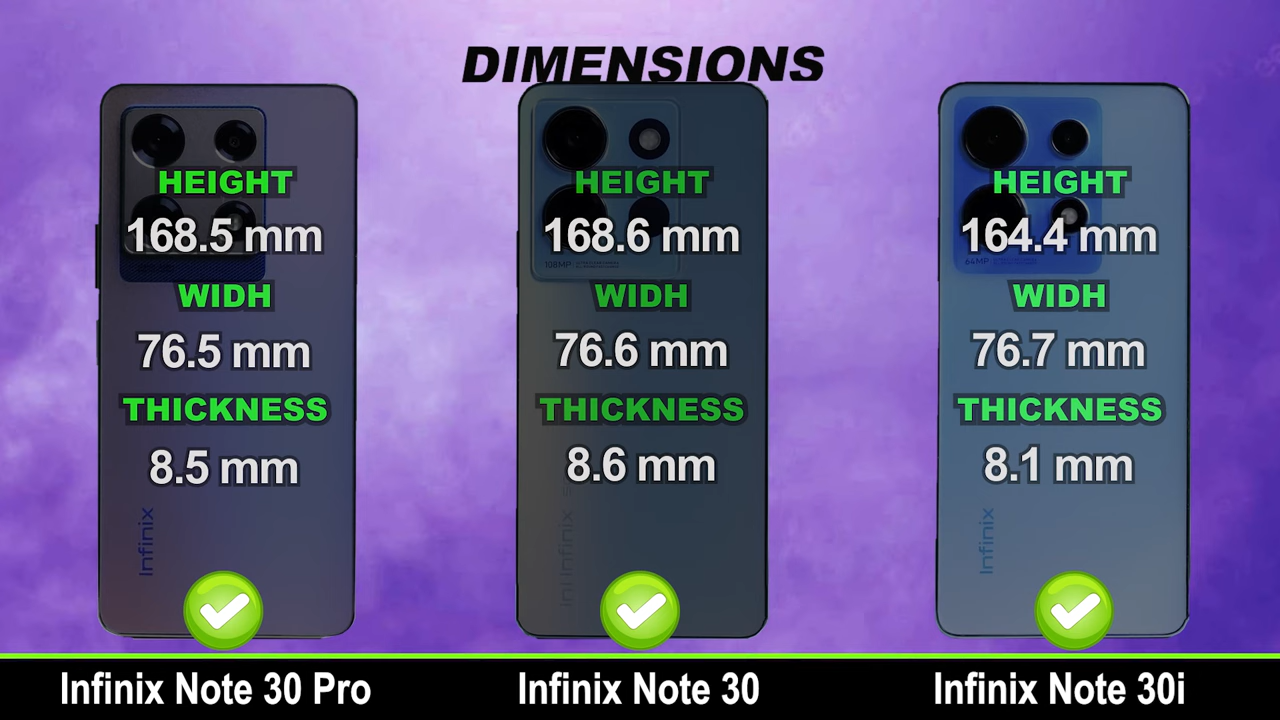 DIMENSIONS
HEIGHT
168.5 mm
WIDH
76.5 mm
THICKNESS
8.5 mm
Infinix
Infinix Note 30 Pro
HEIGHT
168.6 mm
108MP
WIDH
76.6 mm
THICKNESS
8.6 mm
Infinix
Infinix Note 30
HEIGHT
164.4 mm
64MP
WIDH
76.7 mm
THICKNESS
8.1 mm
Infinix
Infinix Note 30i